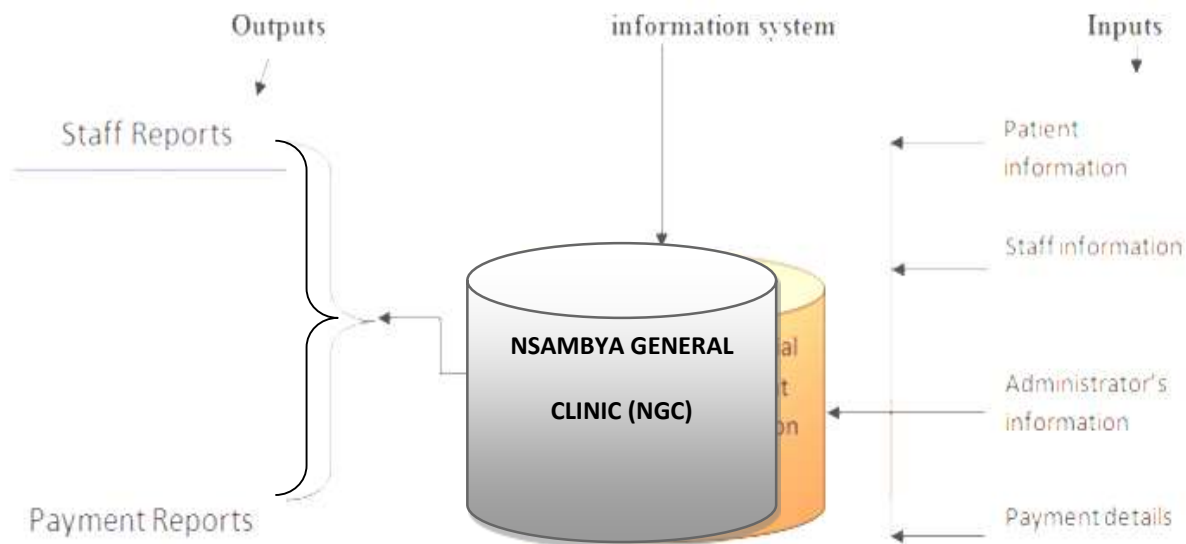 Outputs
information system
Inputs
Staff Reports
Patient
information
Staff information
NSAMBYA GENERAL
CLINIC (NGC)
Administrator's
information
Payment Reports
Payment details